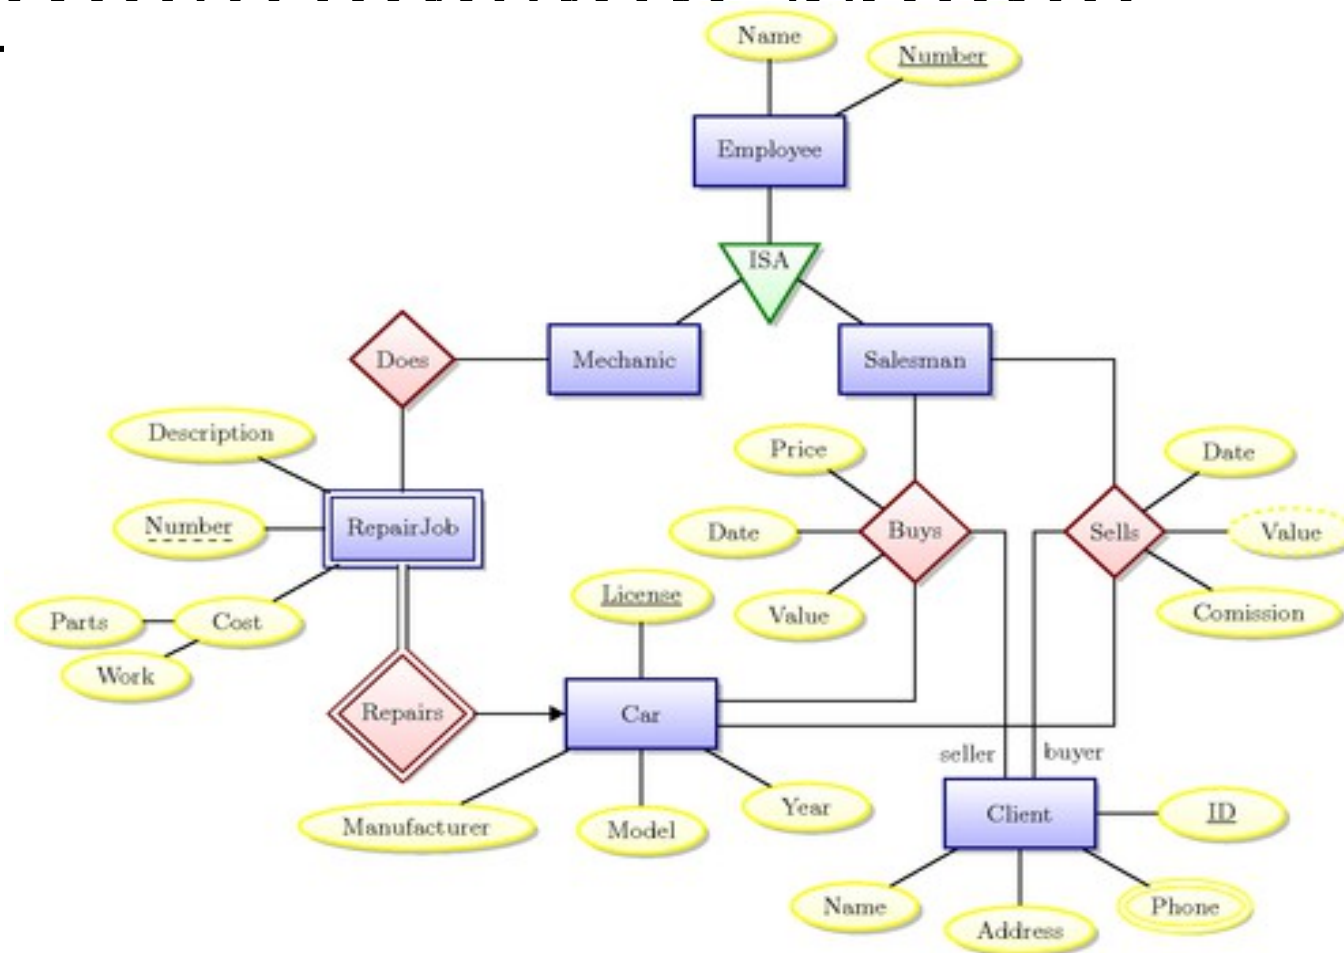 Name
Number
Employee
ISA
Does
Mechanic
Salesman
Description
Price
Date
Number
RepairJob
Date
Buys
Sells
Value
License
Value
Comission
Parts
Cost
Work
Repairs
Car
seller
buyer
Manufacturer
Model
Year
Client
ID
Name
Address
Phone